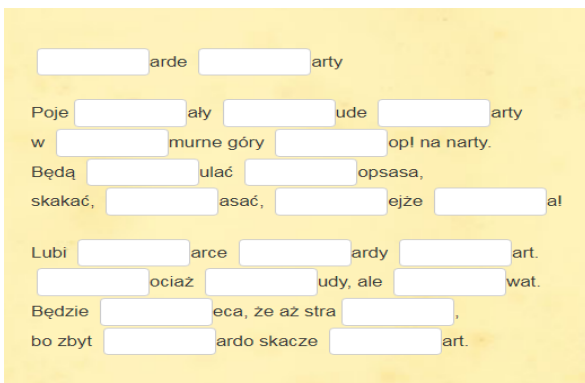 arde arty
Poje ały ude arty
w murne góry op! na narty.
Będą ulać opsasa,
skakać, asać, ejże a!
Lubi arce ardy art.
ociaż udy, ale wat.
Będzie eca, że aż stra ,
bo zbyt ardo skacze art.